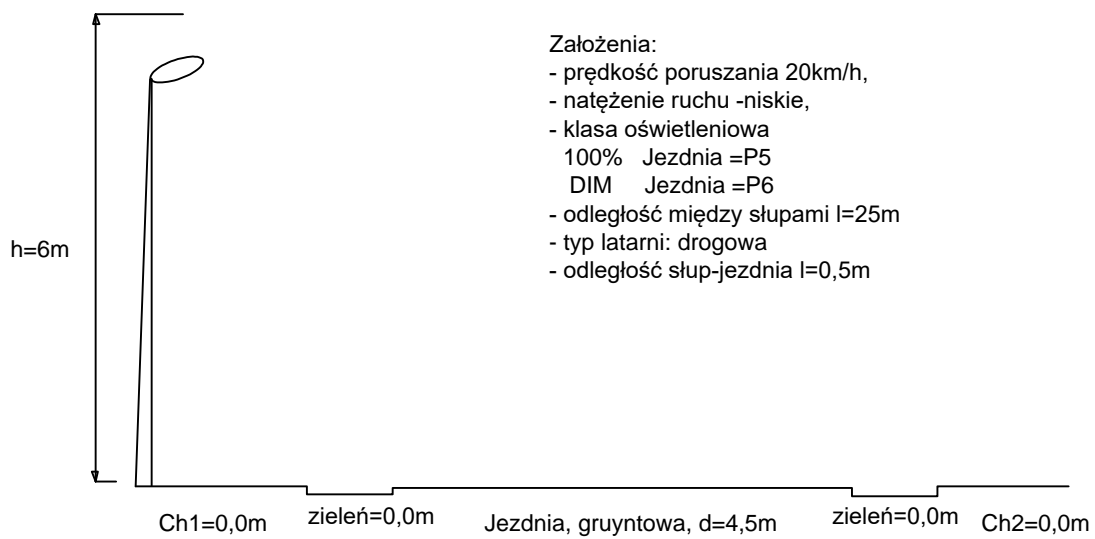 Założenia:
- prędkość poruszania 20km/h,
- natężenie ruchu -niskie,
- klasa oświetleniowa
100% Jezdnia =P5
DIM Jezdnia =P6
- odległość między słupami l=25m
- typ latarni: drogowa
- odległość słup-jezdnia l=0,5m
h=6m
Ch1=0,0m
zieleń=0,0m
Jezdnia, gruyntowa, d=4,5m
zieleń=0,0m
Ch2=0,0m